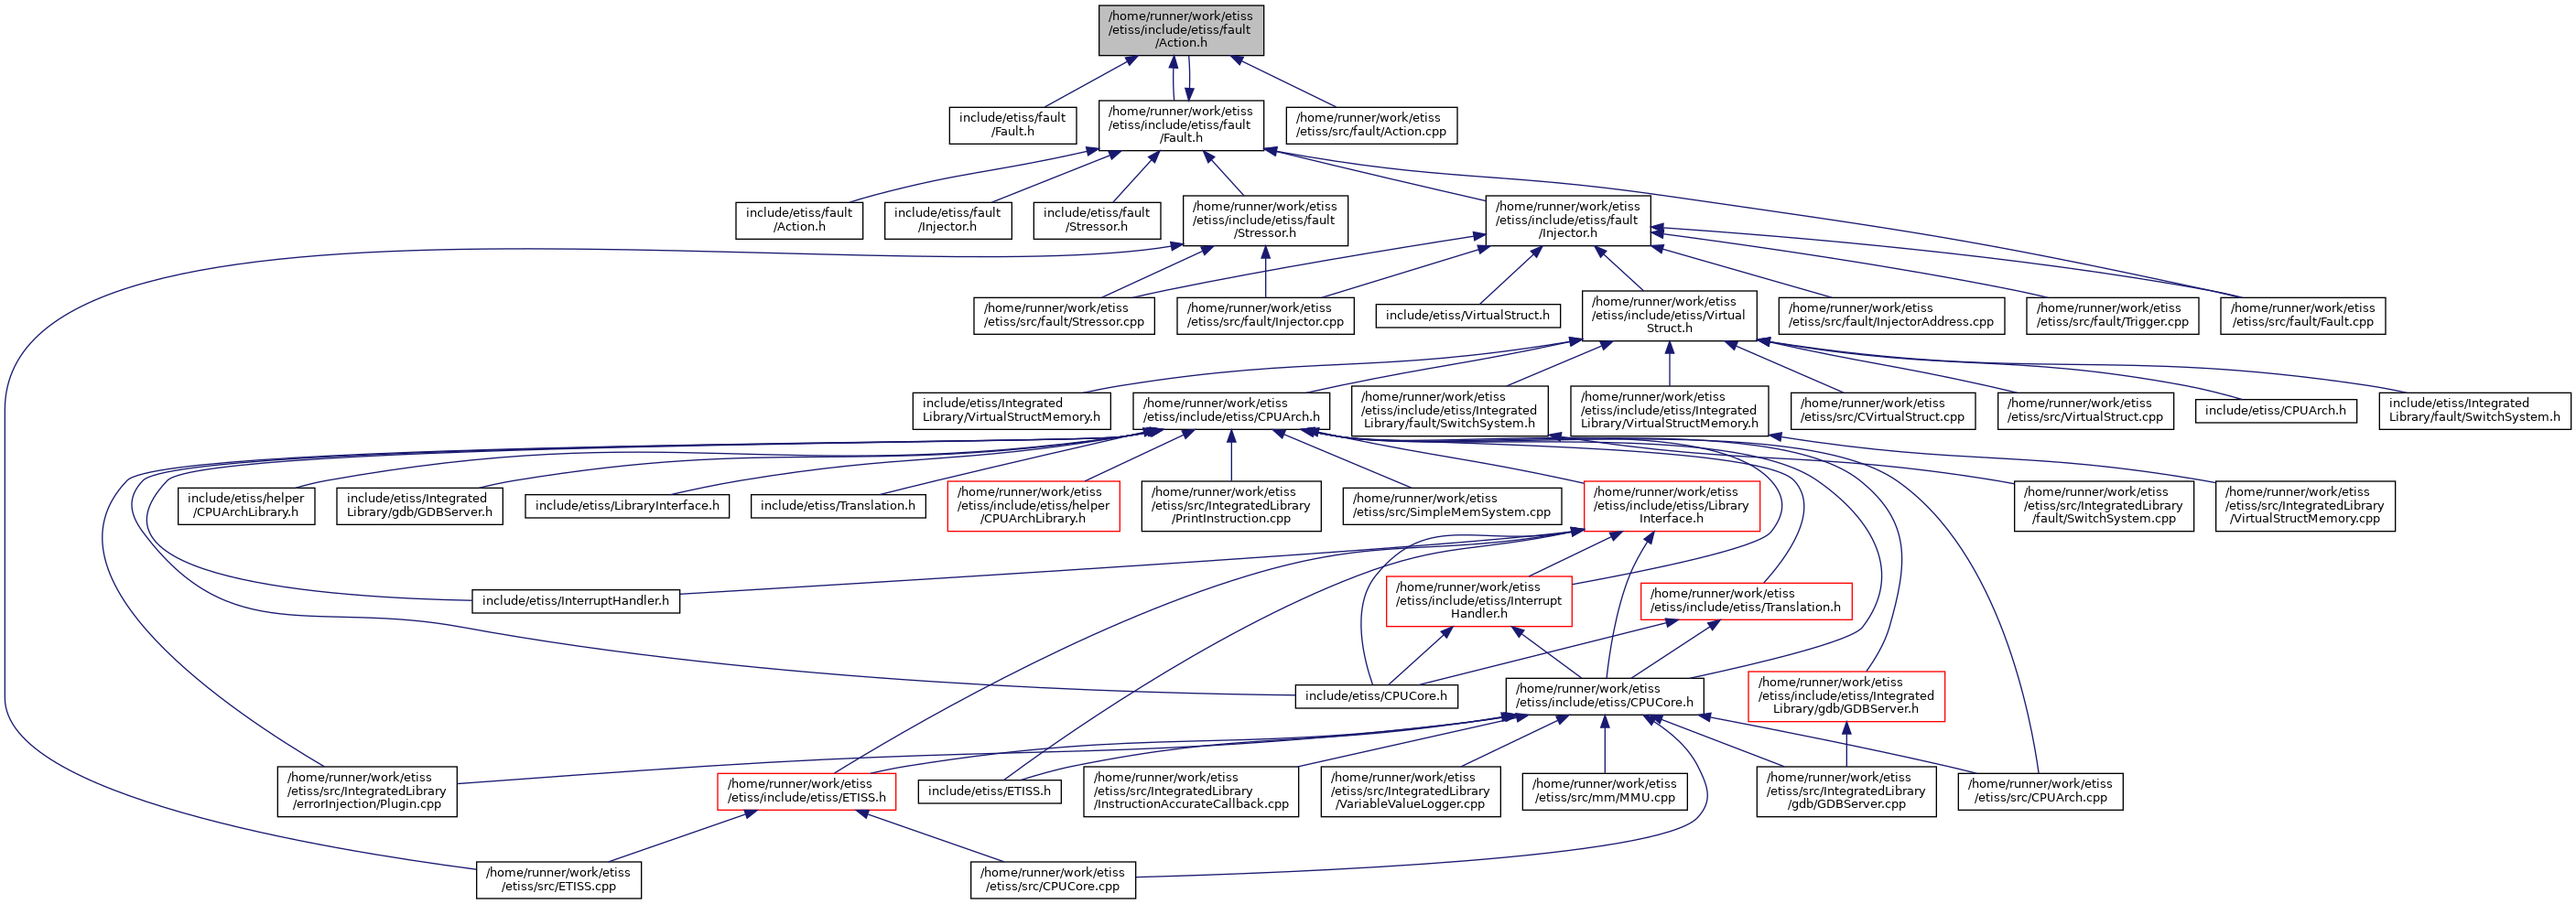 /home/runner/work/etiss
/etiss/include/etiss/fault
/Action.h
include/etiss/fault
/Fault.h
/home/runner/work/etiss
/etiss/include/etiss/fault
/Fault.h
/home/runner/work/etiss
/etiss/src/fault/Action.cpp
include/etiss/fault
/Action.h
include/etiss/fault
/Injector.h
include/etiss/fault
/Stressor.h
/home/runner/work/etiss
/etiss/include/etiss/fault
/Stressor.h
/home/runner/work/etiss
/etiss/include/etiss/fault
/Injector.h
/home/runner/work/etiss
/etiss/src/fault/Stressor.cpp
/home/runner/work/etiss
/etiss/src/fault/Injector.cpp
include/etiss/VirtualStruct.h
/home/runner/work/etiss
/etiss/include/etiss/Virtual
Struct.h
/home/runner/work/etiss
/etiss/src/fault/InjectorAddress.cpp
/home/runner/work/etiss
/etiss/src/fault/Trigger.cpp
/home/runner/work/etiss
/etiss/src/fault/Fault.cpp
include/etiss/Integrated
Library/VirtualStructMemory.h
/home/runner/work/etiss
/etiss/include/etiss/CPUArch.h
/home/runner/work/etiss
/etiss/include/etiss/Integrated
Library/fault/SwitchSystem.h
/home/runner/work/etiss
/etiss/include/etiss/Integrated
Library/VirtualStructMemory.h
/home/runner/work/etiss
/etiss/src/CVirtualStruct.cpp
/home/runner/work/etiss
/etiss/src/VirtualStruct.cpp
include/etiss/CPUArch.h
include/etiss/Integrated
Library/fault/SwitchSystem.h
include/etiss/helper
/CPUArchLibrary.h
include/etiss/Integrated
Library/gdb/GDBServer.h
include/etiss/LibraryInterface.h
include/etiss/Translation.h
/home/runner/work/etiss
/etiss/include/etiss/helper
/CPUArchLibrary.h
/home/runner/work/etiss
/etiss/src/IntegratedLibrary
/PrintInstruction.cpp
/home/runner/work/etiss
/etiss/src/SimpleMemSystem.cpp
/home/runner/work/etiss
/etiss/include/etiss/Library
Interface.h
/home/runner/work/etiss
/etiss/src/IntegratedLibrary
/fault/SwitchSystem.cpp
/home/runner/work/etiss
/etiss/src/IntegratedLibrary
/VirtualStructMemory.cpp
include/etiss/InterruptHandler.h
/home/runner/work/etiss
/etiss/include/etiss/Interrupt
Handler.h
/home/runner/work/etiss
/etiss/include/etiss/Translation.h
include/etiss/CPUCore.h
/home/runner/work/etiss
/etiss/include/etiss/CPUCore.h
/home/runner/work/etiss
/etiss/include/etiss/Integrated
Library/gdb/GDBServer.h
/home/runner/work/etiss
/etiss/src/IntegratedLibrary
/errorInjection/Plugin.cpp
/home/runner/work/etiss
/etiss/include/etiss/ETISS.h
include/etiss/ETISS.h
/home/runner/work/etiss
/etiss/src/IntegratedLibrary
/InstructionAccurateCallback.cpp
/home/runner/work/etiss
/etiss/src/IntegratedLibrary
/VariableValueLogger.cpp
/home/runner/work/etiss
/etiss/src/mm/MMU.cpp
/home/runner/work/etiss
/etiss/src/IntegratedLibrary
/gdb/GDBServer.cpp
/home/runner/work/etiss
/etiss/src/CPUArch.cpp
/home/runner/work/etiss
/etiss/src/ETISS.cpp
/home/runner/work/etiss
/etiss/src/CPUCore.cpp